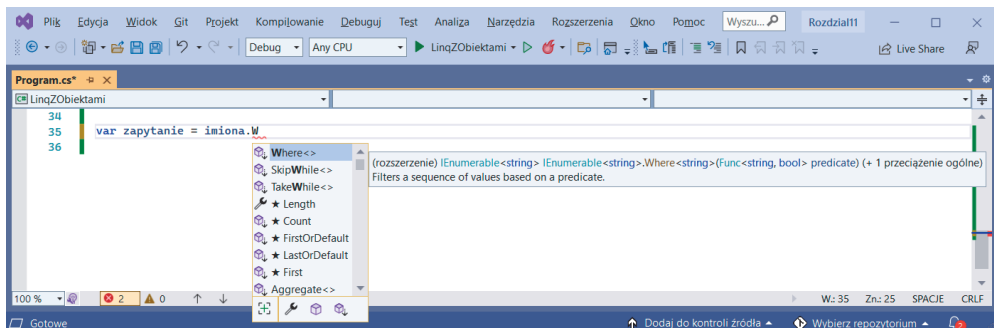 Plik Edycja Widok Git Projekt Kompilowanie Debuguj Test Analiza Narzędzia Rozszerzenia Okno Pomoc Wyszu... Rozdzial11
Debug Any CPU LinqZObiektami Live Share
Program.cs*
LinqZObiektami
34
35 var zapytanie = imiona.W
36
Where<>
(rozszerzenie) IEnumerable<string> IEnumerable<string>.Where<string>(Func<string, bool> predicate) (+ 1 przeciążenie ogólne)
Filters a sequence of values based on a predicate.
SkipWhile<>
TakeWhile<>
★ Length
★ Count
★ FirstOrDefault
★ LastOrDefault
★ First
Aggregate<>
100 % 2 0 W.: 35 Zn.: 25 SPACJE CRLF
Gotowe Dodaj do kontroli źródła Wybierz repozytorium 2